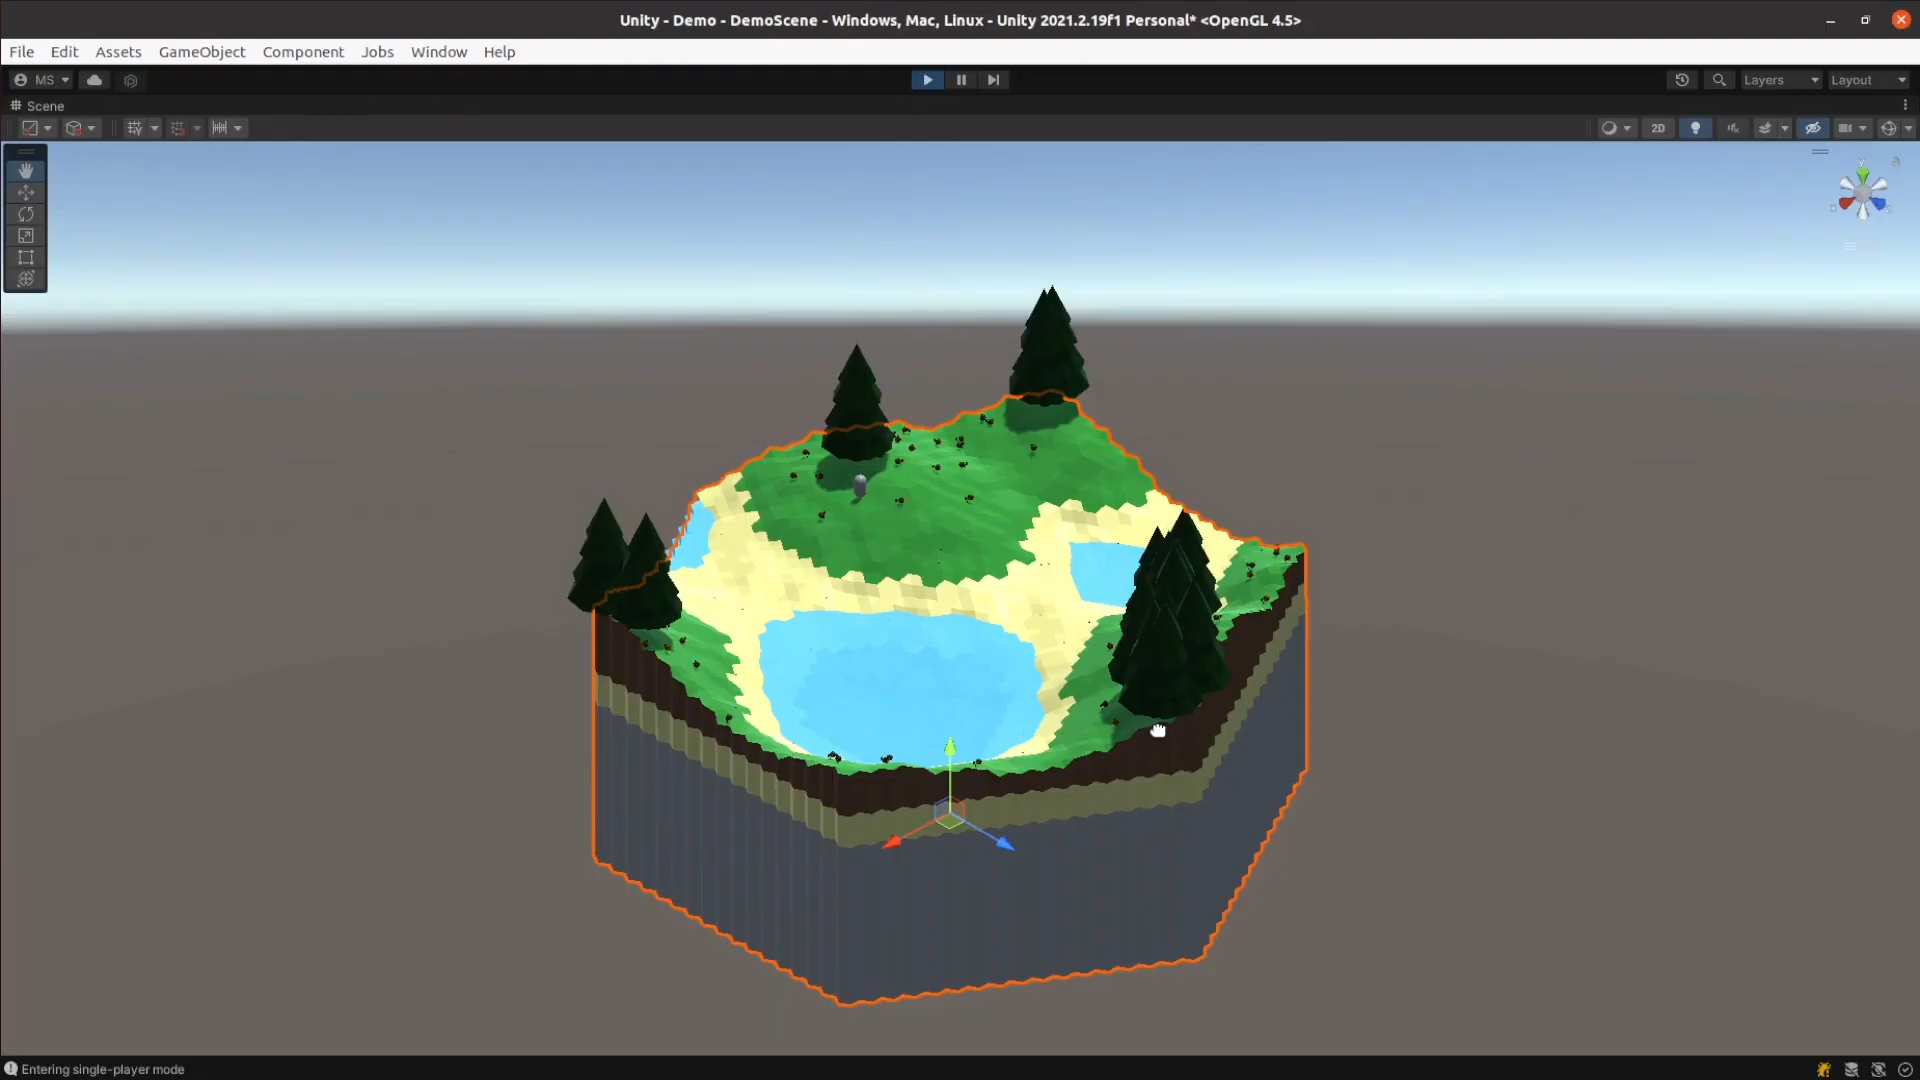 Unity - Demo - DemoScene - Windows, Mac, Linux - Unity 2021.2.19f1 Personal* <OpenGL 4.5>
File Edit Assets GameObject Component Jobs Window Help
MS Layers Layout
Scene
2D
y
Entering single-player mode